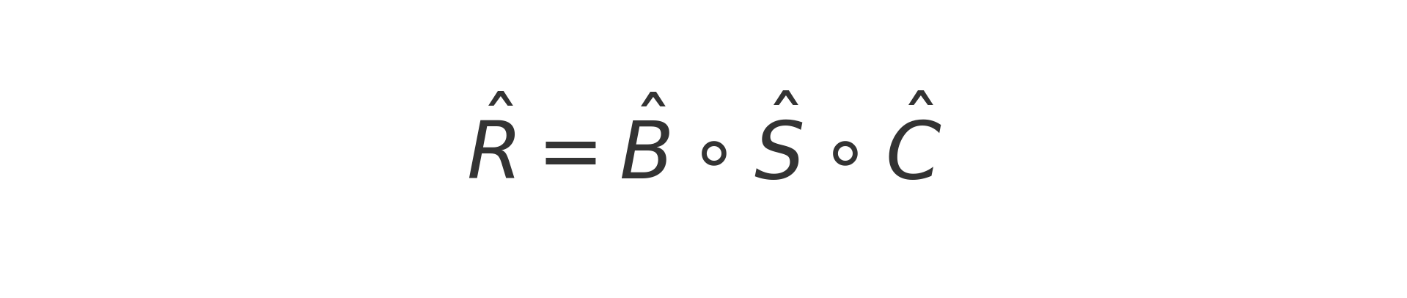 R̂ = B̂ ∘ Ŝ ∘ Ĉ